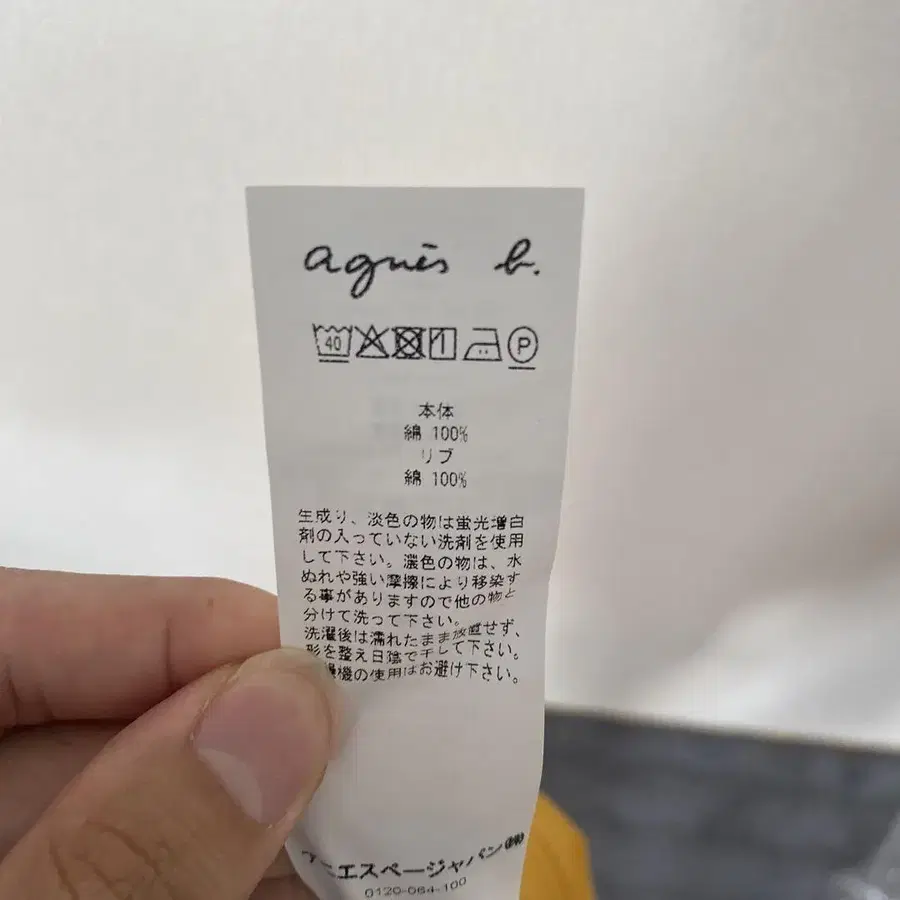 agnès b.
40 P
本体
綿 100%
リブ
綿 100%
生成り、淡色の物は蛍光増白
剤の入っていない洗剤を使用
して下さい。濃色の物は、水
ぬれや強い摩擦により移染す
る事がありますので他の物と
分けて洗って下さい。
洗濯後は濡れたまま放置せず、
形を整え日陰で干して下さい。
燥機の使用はお避け下さい。
アニエスベージャパン㈱
0120-064-100